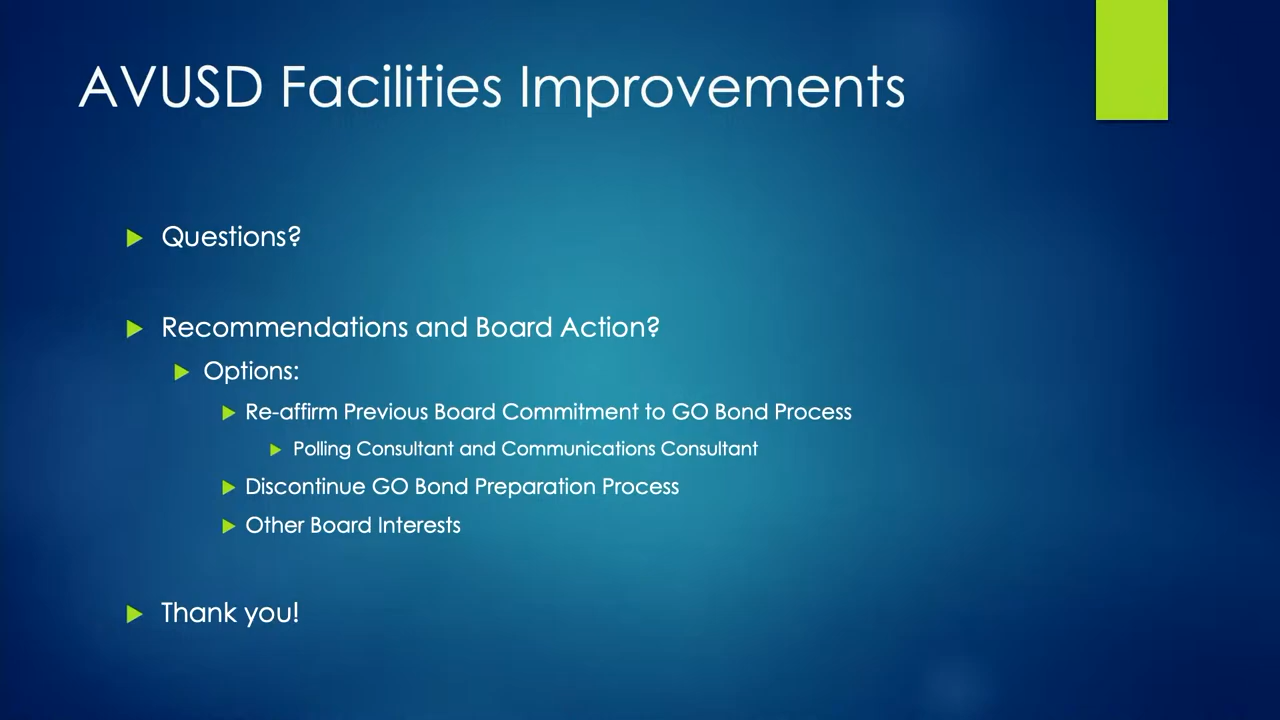 AVUSD Facilities Improvements
Questions?
Recommendations and Board Action?
Options:
Re-affirm Previous Board Commitment to GO Bond Process
Polling Consultant and Communications Consultant
Discontinue GO Bond Preparation Process
Other Board Interests
Thank you!